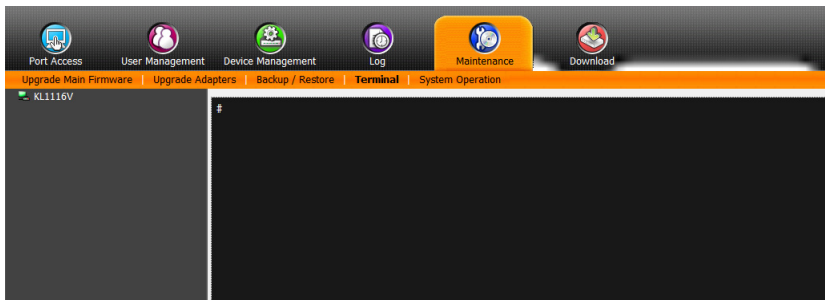 Port Access User Management Device Management Log Maintenance Download
Upgrade Main Firmware | Upgrade Adapters | Backup / Restore | Terminal | System Operation
KL1116V
#